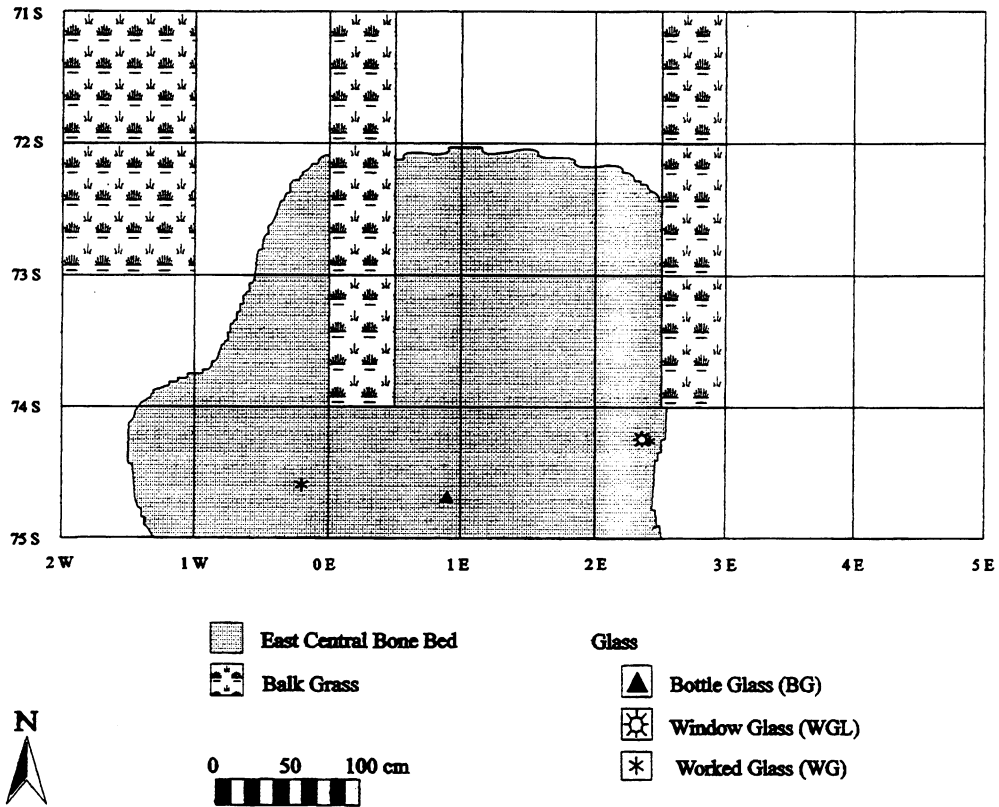 71 S
72 S
73 S
74 S
75 S
2 W 1 W 0 E 1 E 2 E 3 E 4 E 5 E
East Central Bone Bed
Balk Grass
Glass
Bottle Glass (BG)
Window Glass (WGL)
Worked Glass (WG)
N
0 50 100 cm